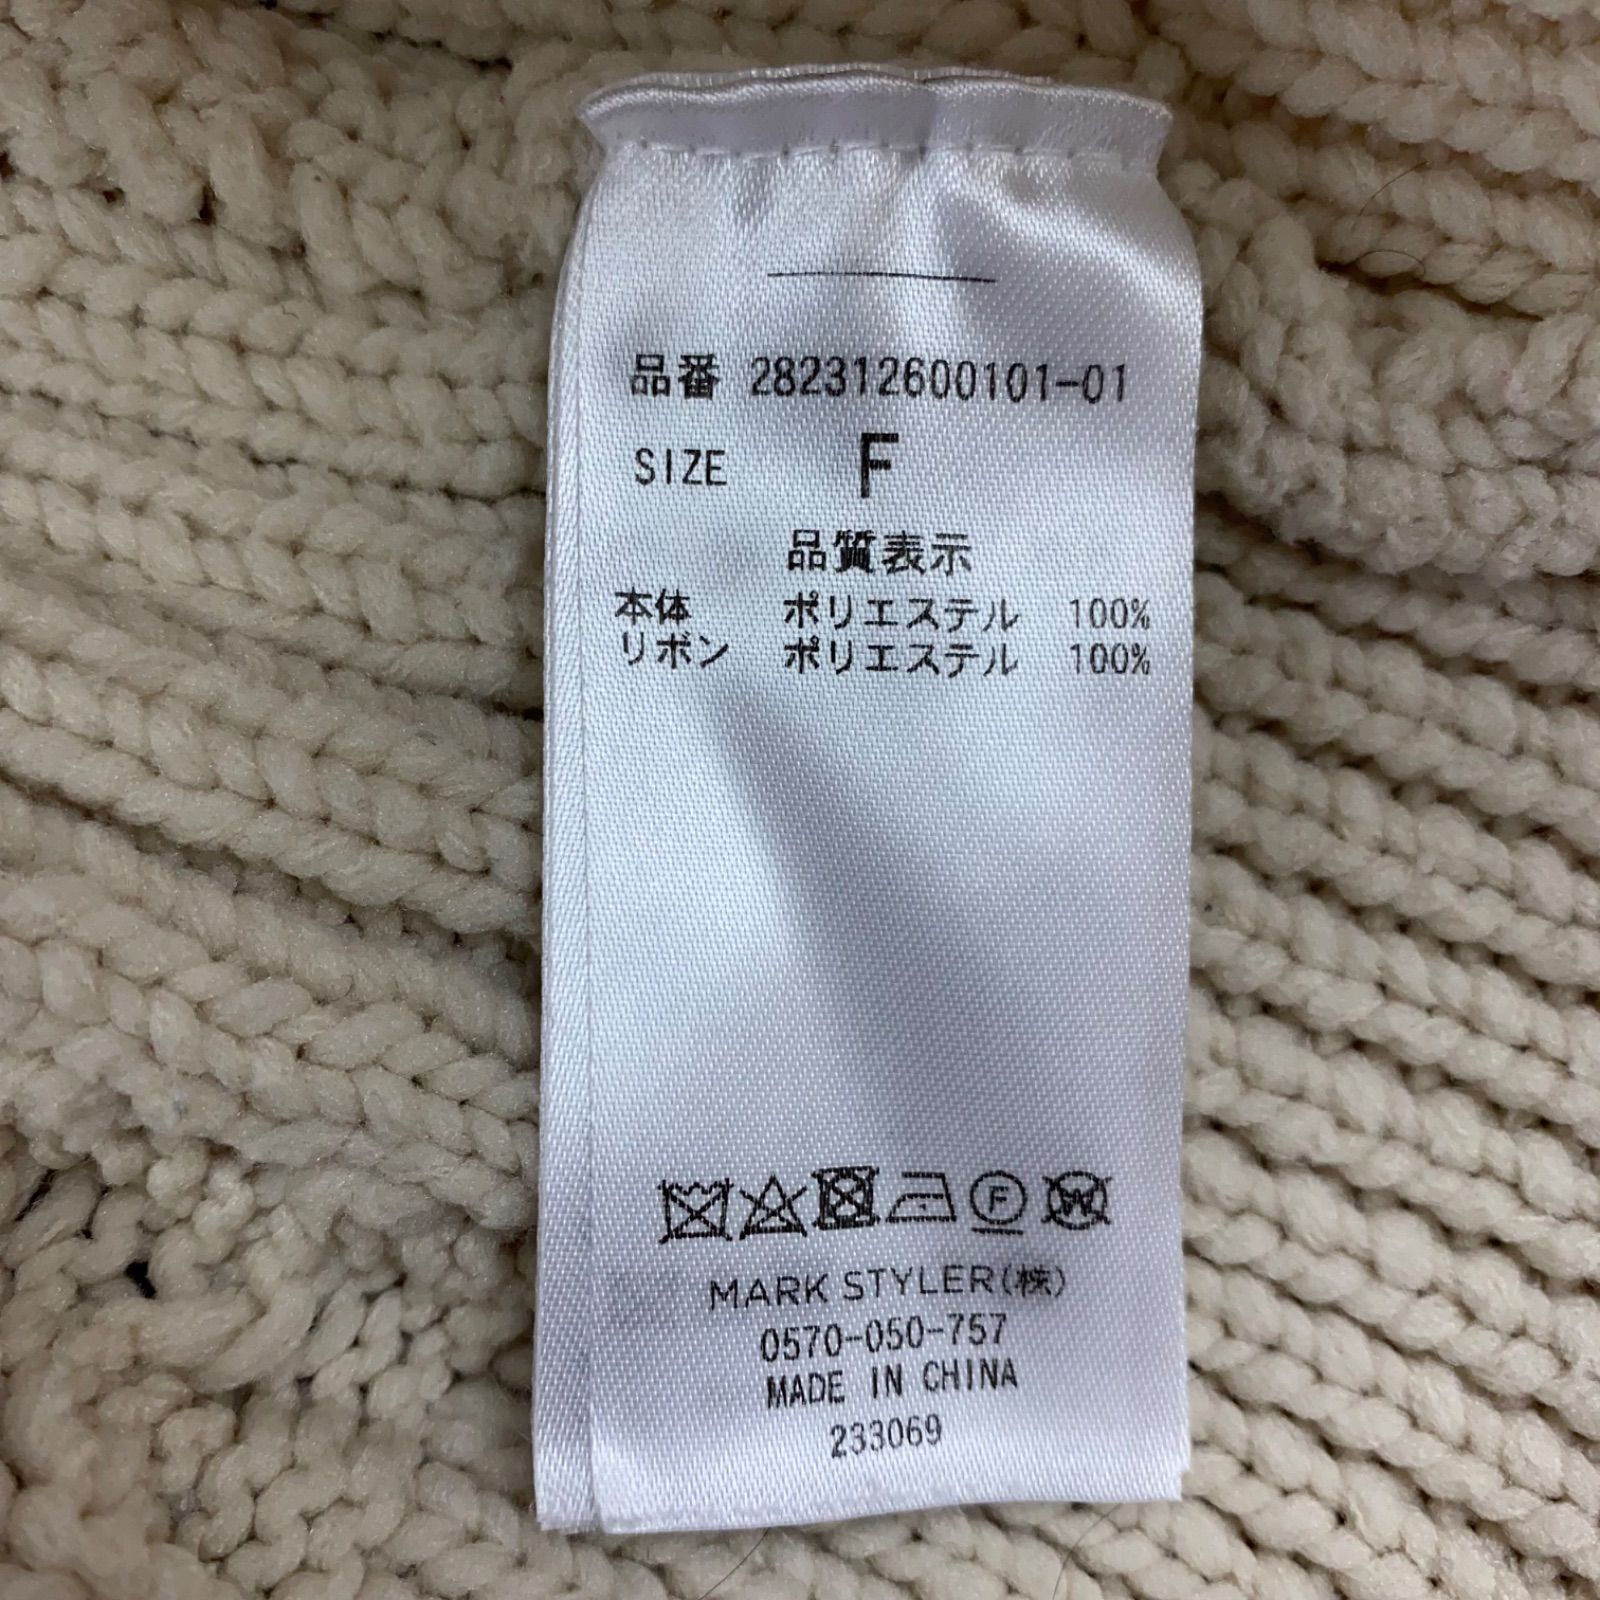 品番 282312600101-01
SIZE F
品質表示
本体 ポリエステル 100%
リボン ポリエステル 100%
F W
MARK STYLER(株)
0570-050-757
MADE IN CHINA
233069